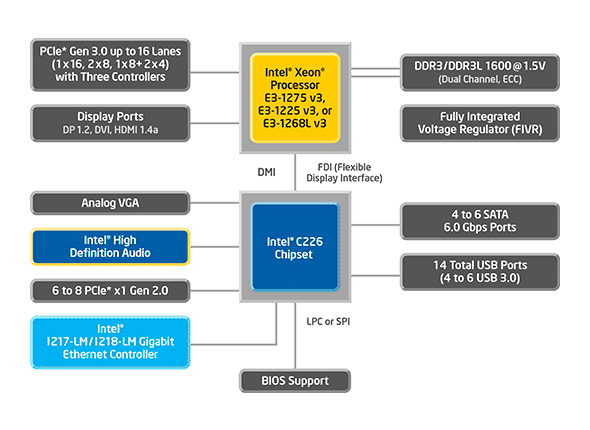 PCIe* Gen 3.0 up to 16 Lanes
(1x16, 2x8, 1x8+2x4)
with Three Controllers
Display Ports
DP 1.2, DVI, HDMI 1.4a
Intel® Xeon®
Processor
E3-1275 v3,
E3-1225 v3, or
E3-1268L v3
DDR3/DDR3L 1600@1.5V
(Dual Channel, ECC)
Fully Integrated
Voltage Regulator (FIVR)
DMI
FDI (Flexible
Display Interface)
Analog VGA
Intel® High
Definition Audio
6 to 8 PCIe* x1 Gen 2.0
Intel®
I217-LM/I218-LM Gigabit
Ethernet Controller
Intel® C226
Chipset
4 to 6 SATA
6.0 Gbps Ports
14 Total USB Ports
(4 to 6 USB 3.0)
LPC or SPI
BIOS Support